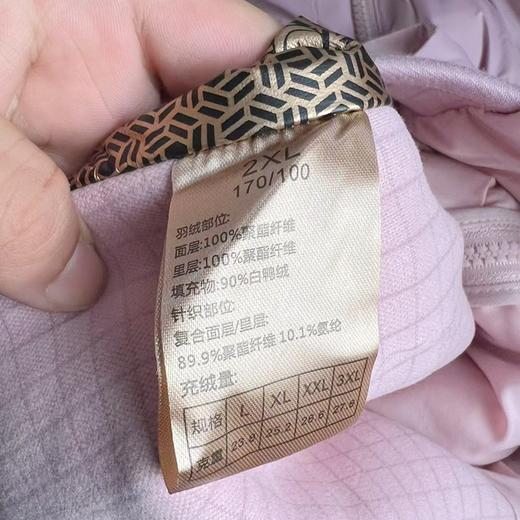 2XL
170/100
羽绒部位:
面层:100%聚酯纤维
里层:100%聚酯纤维
填充物:90%白鸭绒
针织部位:
复合面层/里层:
89.9%聚酯纤维 10.1%氨纶
充绒量:
规格 L XL XXL 3XL
克重 23.8 25.2 26.6 27.8